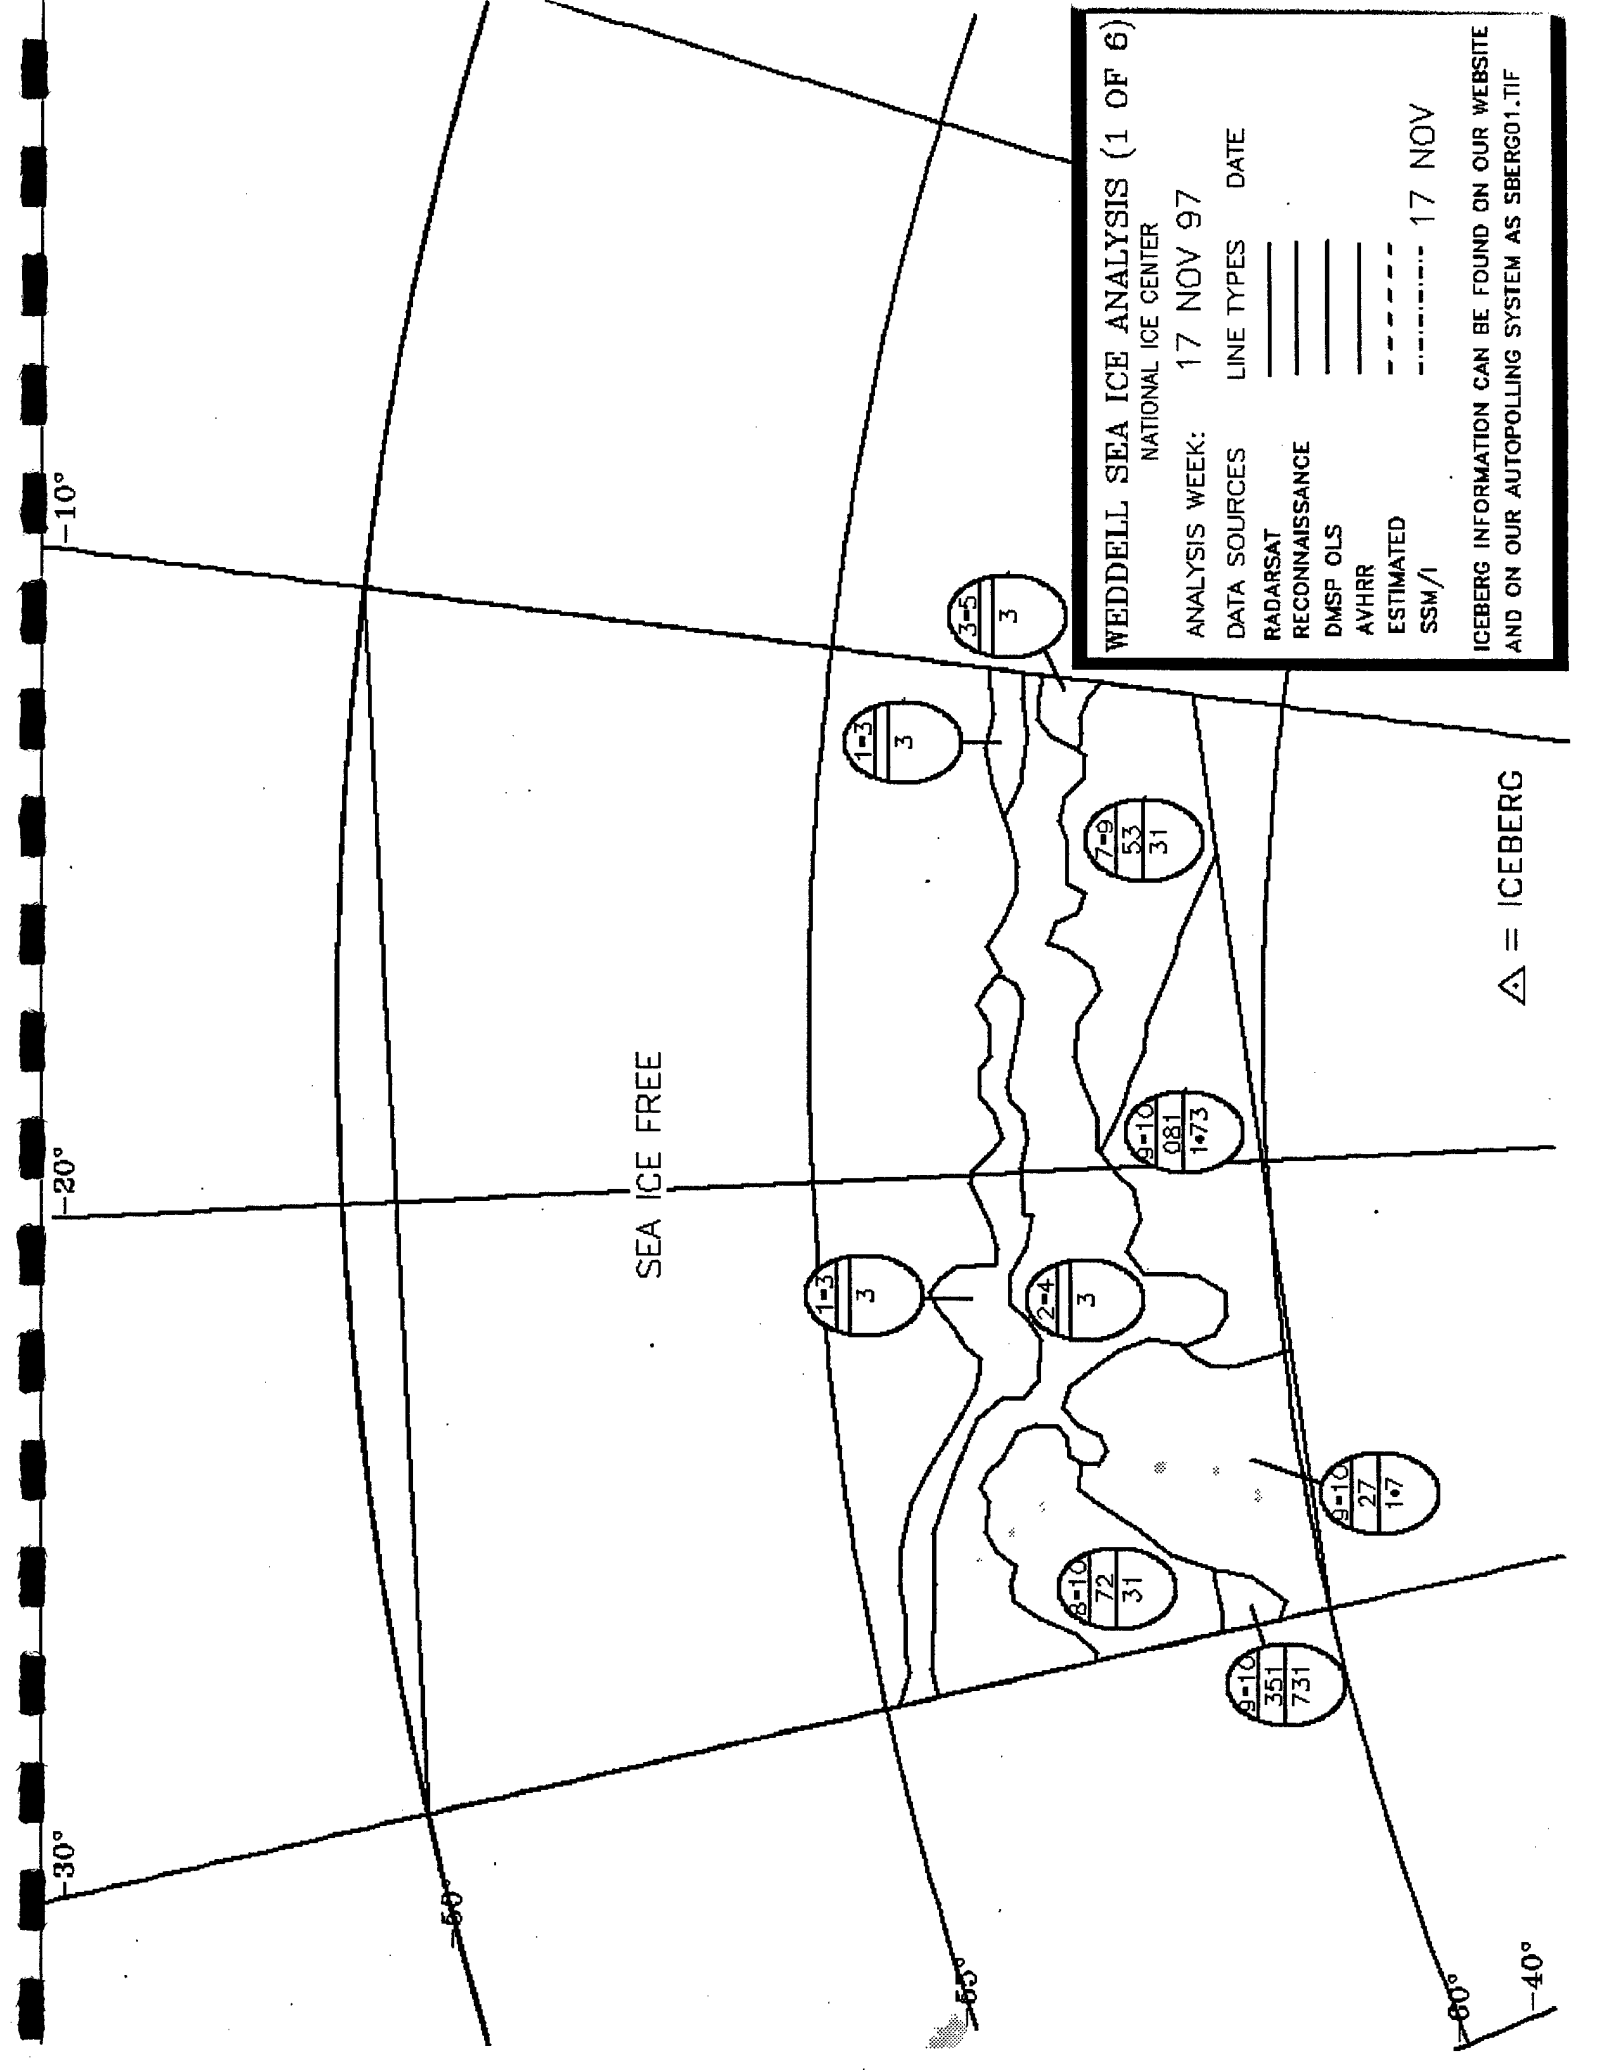 -30°
-20°
-10°
-50°
-55°
-60°
-40°
SEA ICE FREE
1-3
3
1-3
3
3-5
3
2-4
3
7-9
53
31
9-10
081
1•73
8-10
72
31
9-10
351
731
9-10
27
1•7
△ = ICEBERG
WEDDELL SEA ICE ANALYSIS (1 OF 6)
NATIONAL ICE CENTER
ANALYSIS WEEK: 17 NOV 97
DATA SOURCES LINE TYPES DATE
RADARSAT
RECONNAISSANCE
DMSP OLS
AVHRR
ESTIMATED
SSM/I 17 NOV
ICEBERG INFORMATION CAN BE FOUND ON OUR WEBSITE
AND ON OUR AUTOPOLLING SYSTEM AS SBERG01.TIF